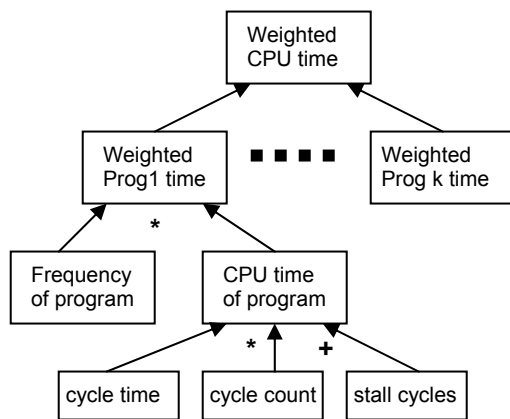 Weighted
CPU time
Weighted
Prog1 time
Weighted
Prog k time
*
Frequency
of program
CPU time
of program
*
+
cycle time
cycle count
stall cycles